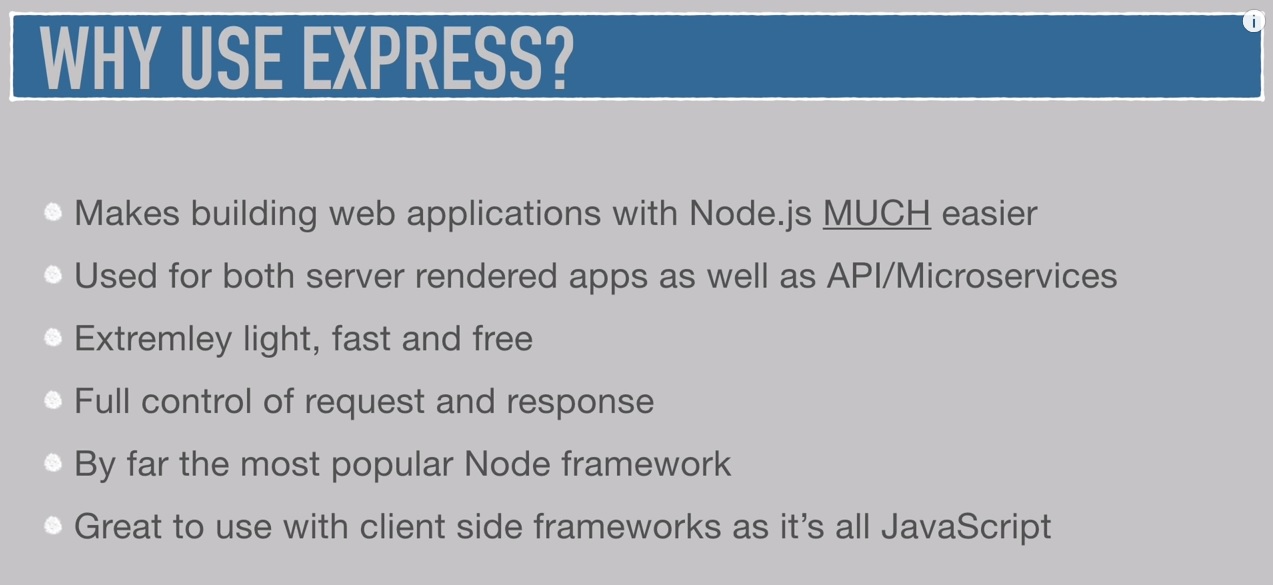 WHY USE EXPRESS?
i
Makes building web applications with Node.js MUCH easier
Used for both server rendered apps as well as API/Microservices
Extremley light, fast and free
Full control of request and response
By far the most popular Node framework
Great to use with client side frameworks as it’s all JavaScript